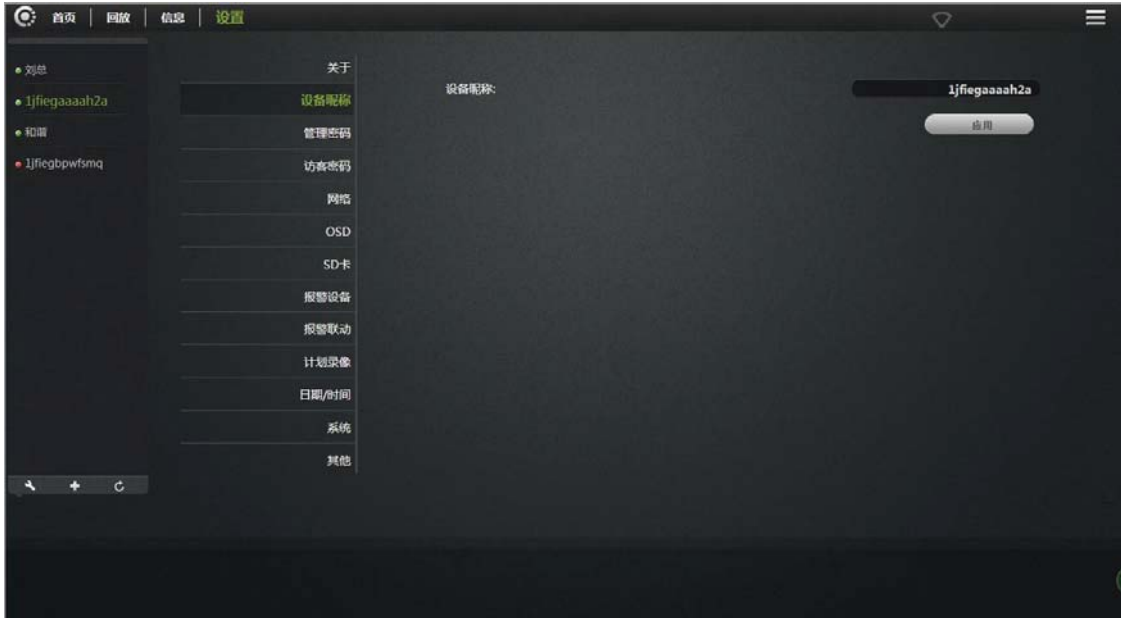 首页 | 回放 | 信息 | 设置
刘总
1jfiegaaaah2a
和谐
1jfiegbpwfsmq
关于
设备昵称
管理密码
访客密码
网络
OSD
SD卡
报警设备
报警联动
计划录像
日期/时间
系统
其他
设备昵称:
1jfiegaaaah2a
应用